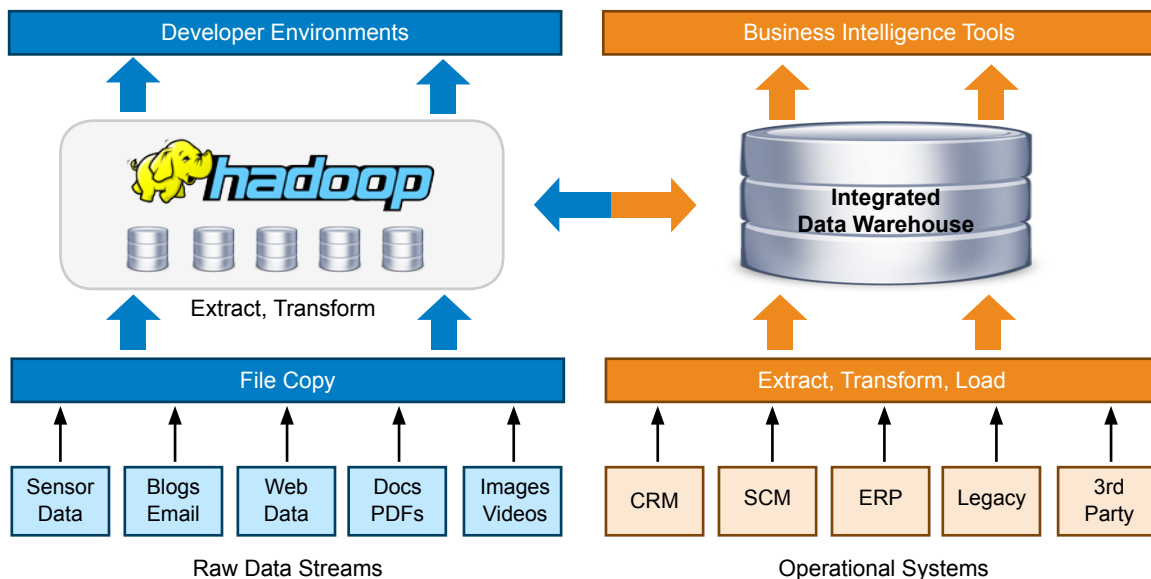 Developer Environments
Business Intelligence Tools
hadoop
Integrated
Data Warehouse
Extract, Transform
File Copy
Extract, Transform, Load
Sensor
Data
Blogs
Email
Web
Data
Docs
PDFs
Images
Videos
CRM
SCM
ERP
Legacy
3rd
Party
Raw Data Streams
Operational Systems